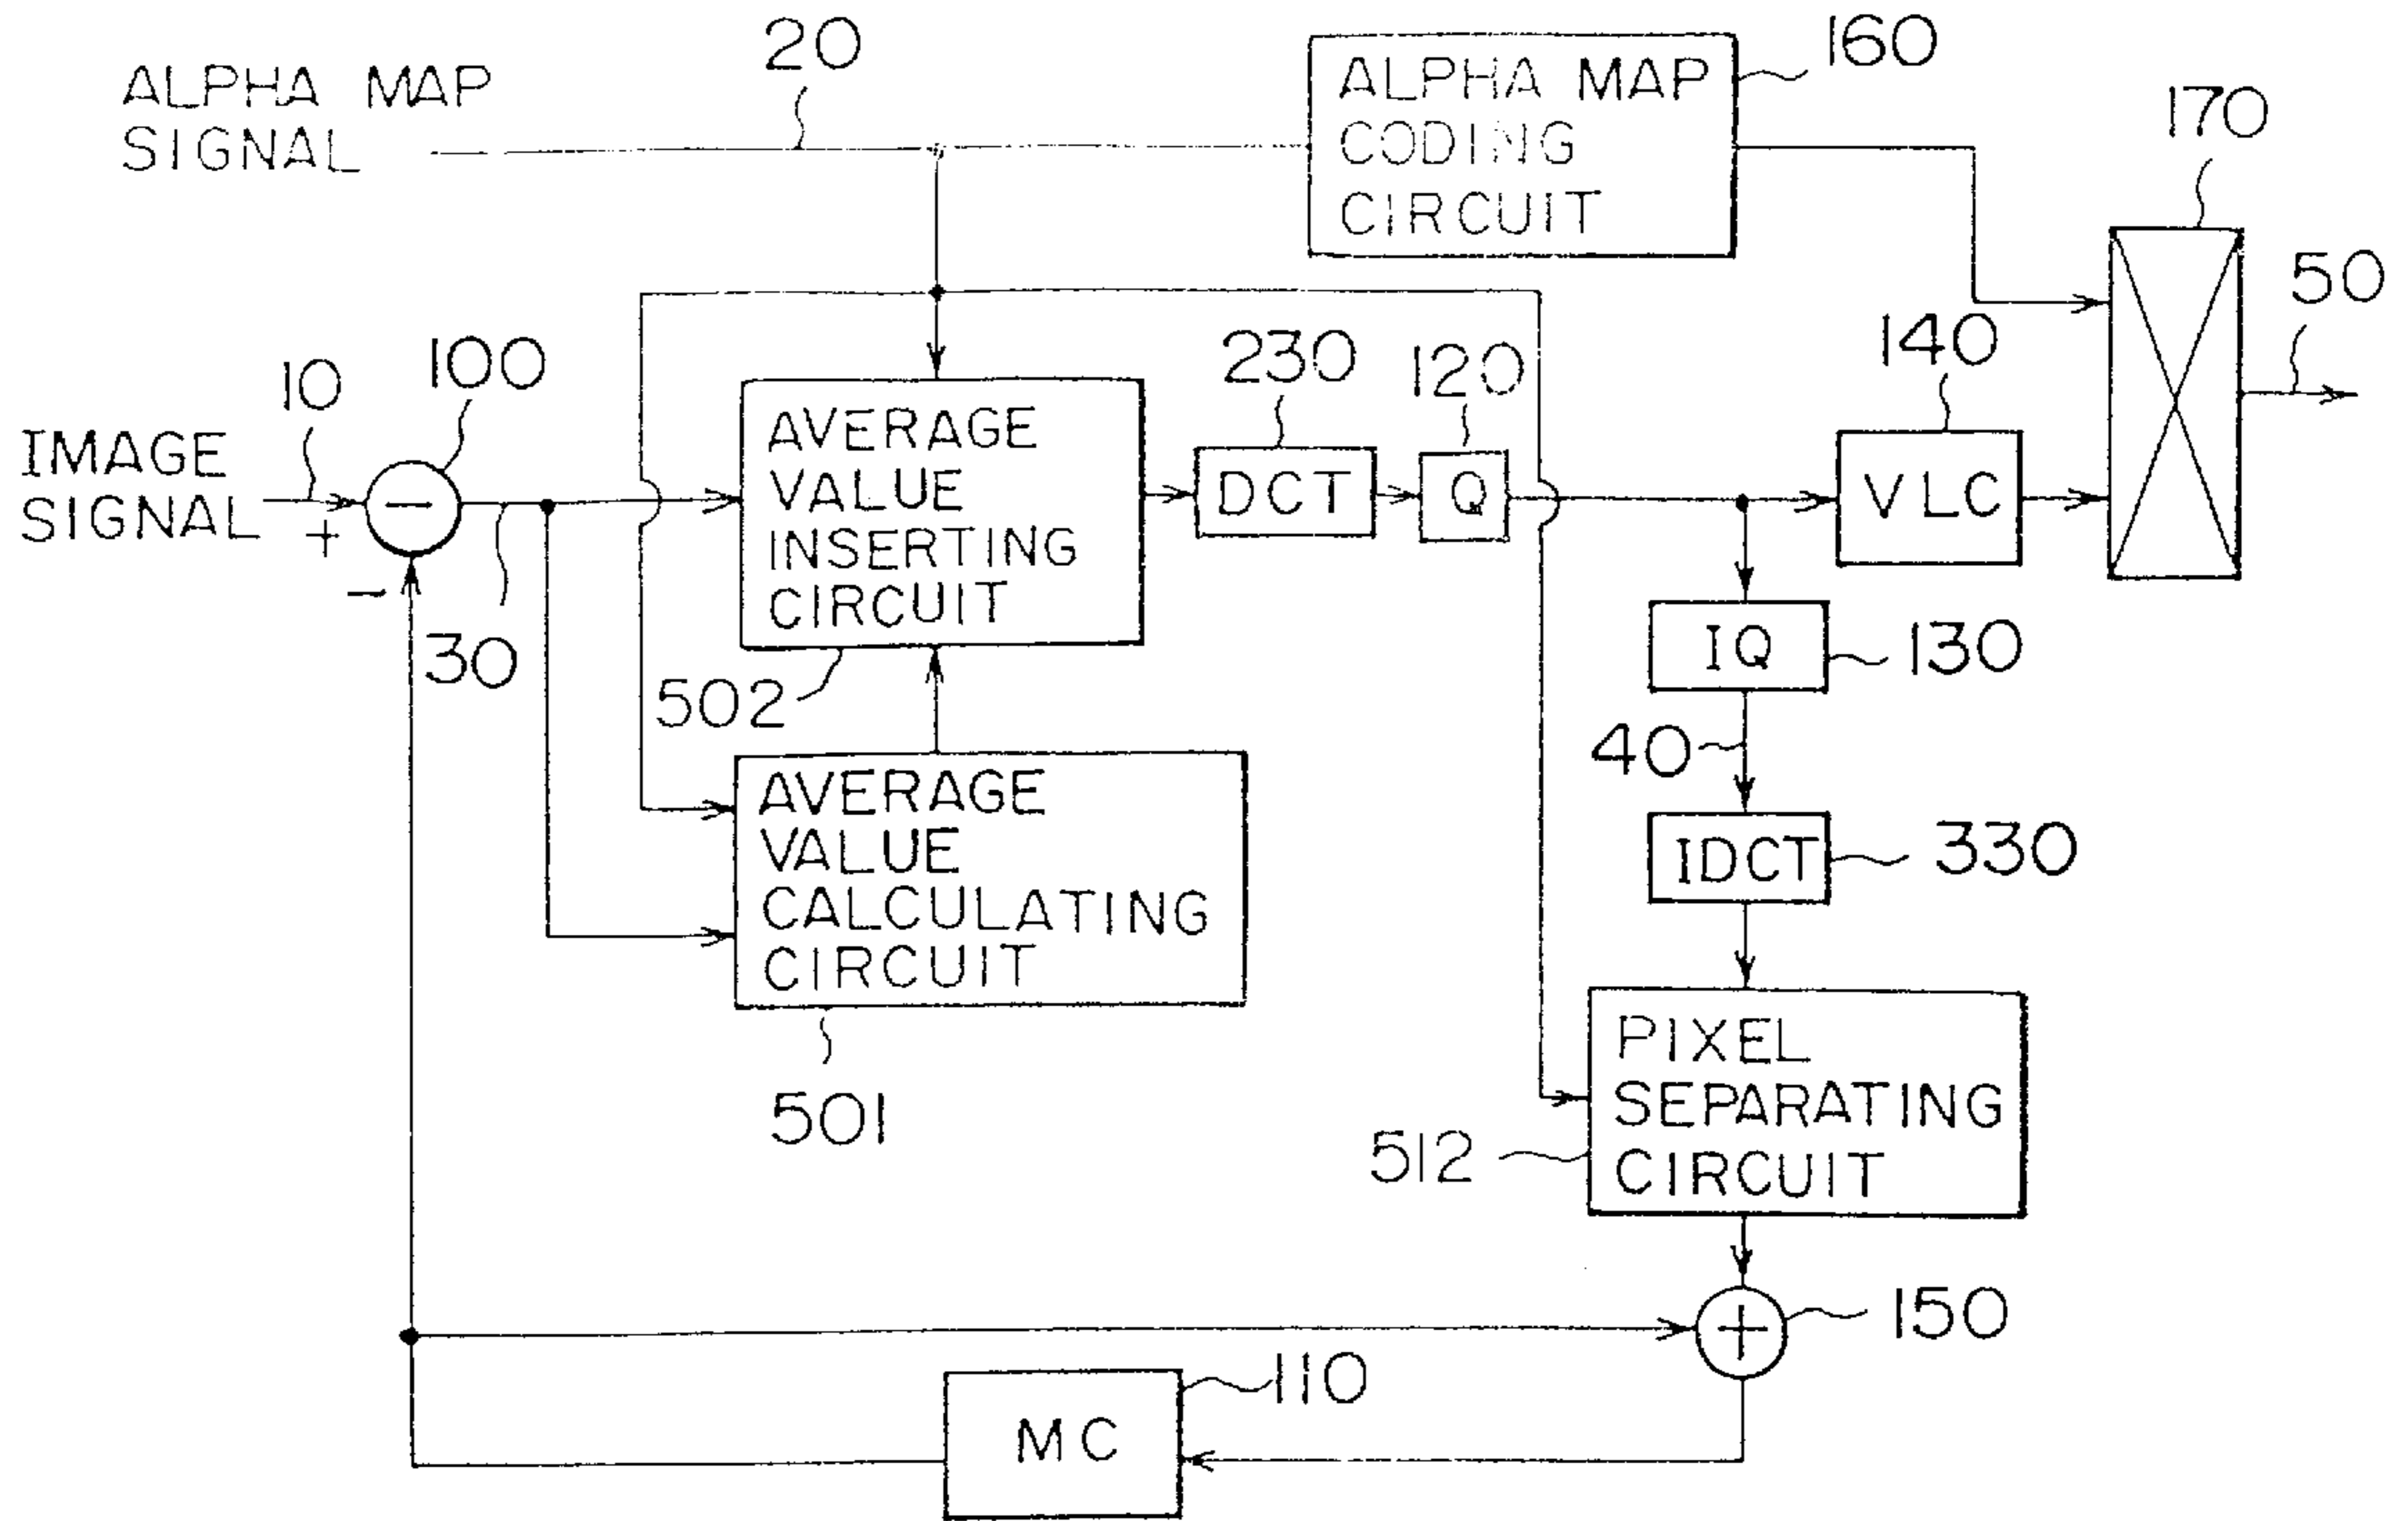 20
160
ALPHA MAP
SIGNAL
ALPHA MAP
CODING
CIRCUIT
170
50
10
100
230
120
140
IMAGE
SIGNAL
+
−
-
AVERAGE
VALUE
INSERTING
CIRCUIT
DCT
Q
VLC
30
502
IQ
130
40
AVERAGE
VALUE
CALCULATING
CIRCUIT
IDCT
330
501
PIXEL
SEPARATING
CIRCUIT
512
+
150
110
MC